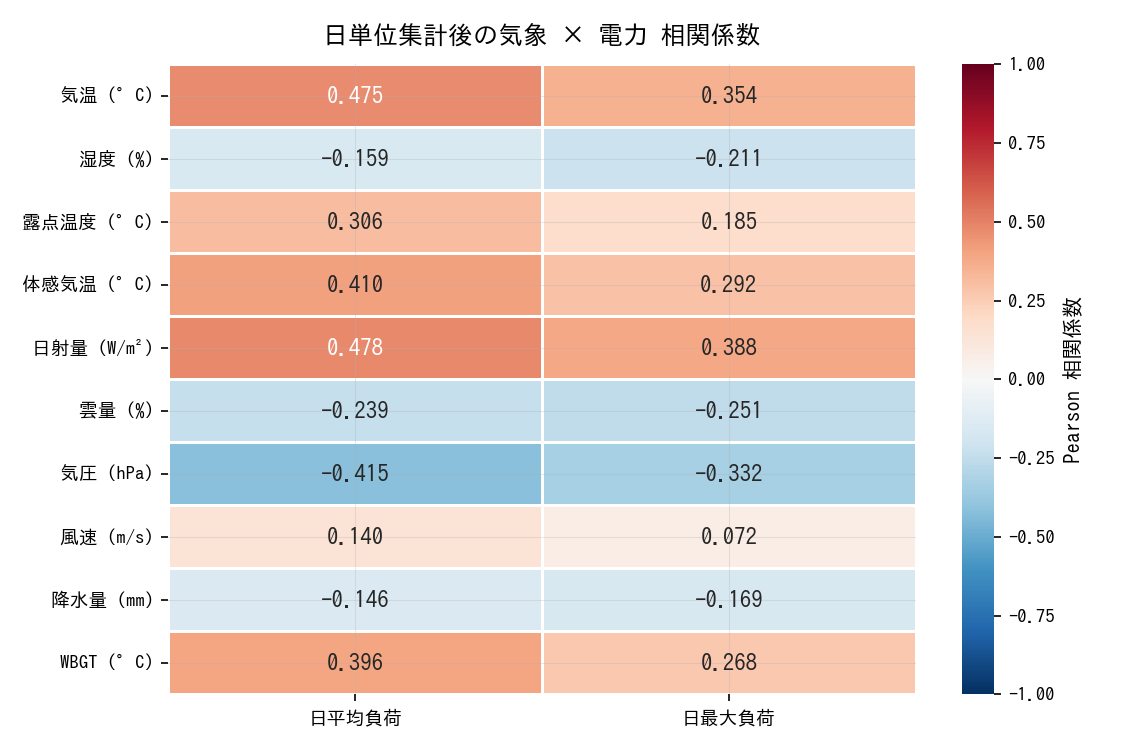 日単位集計後の気象 × 電力 相関係数
気温 (° C) 0.475 0.354
湿度 (%) −0.159 −0.211
露点温度 (° C) 0.306 0.185
体感気温 (° C) 0.410 0.292
日射量 (W/m²) 0.478 0.388
雲量 (%) −0.239 −0.251
気圧 (hPa) −0.415 −0.332
風速 (m/s) 0.140 0.072
降水量 (mm) −0.146 −0.169
WBGT (° C) 0.396 0.268
日平均負荷 日最大負荷
1.00
0.75
0.50
0.25
0.00
−0.25
−0.50
−0.75
−1.00
Pearson 相関係数